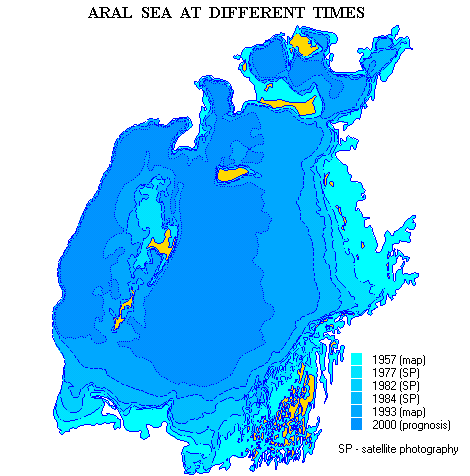 ARAL SEA AT DIFFERENT TIMES
1957 (map)
1977 (SP)
1982 (SP)
1984 (SP)
1993 (map)
2000 (prognosis)
SP - satellite photography